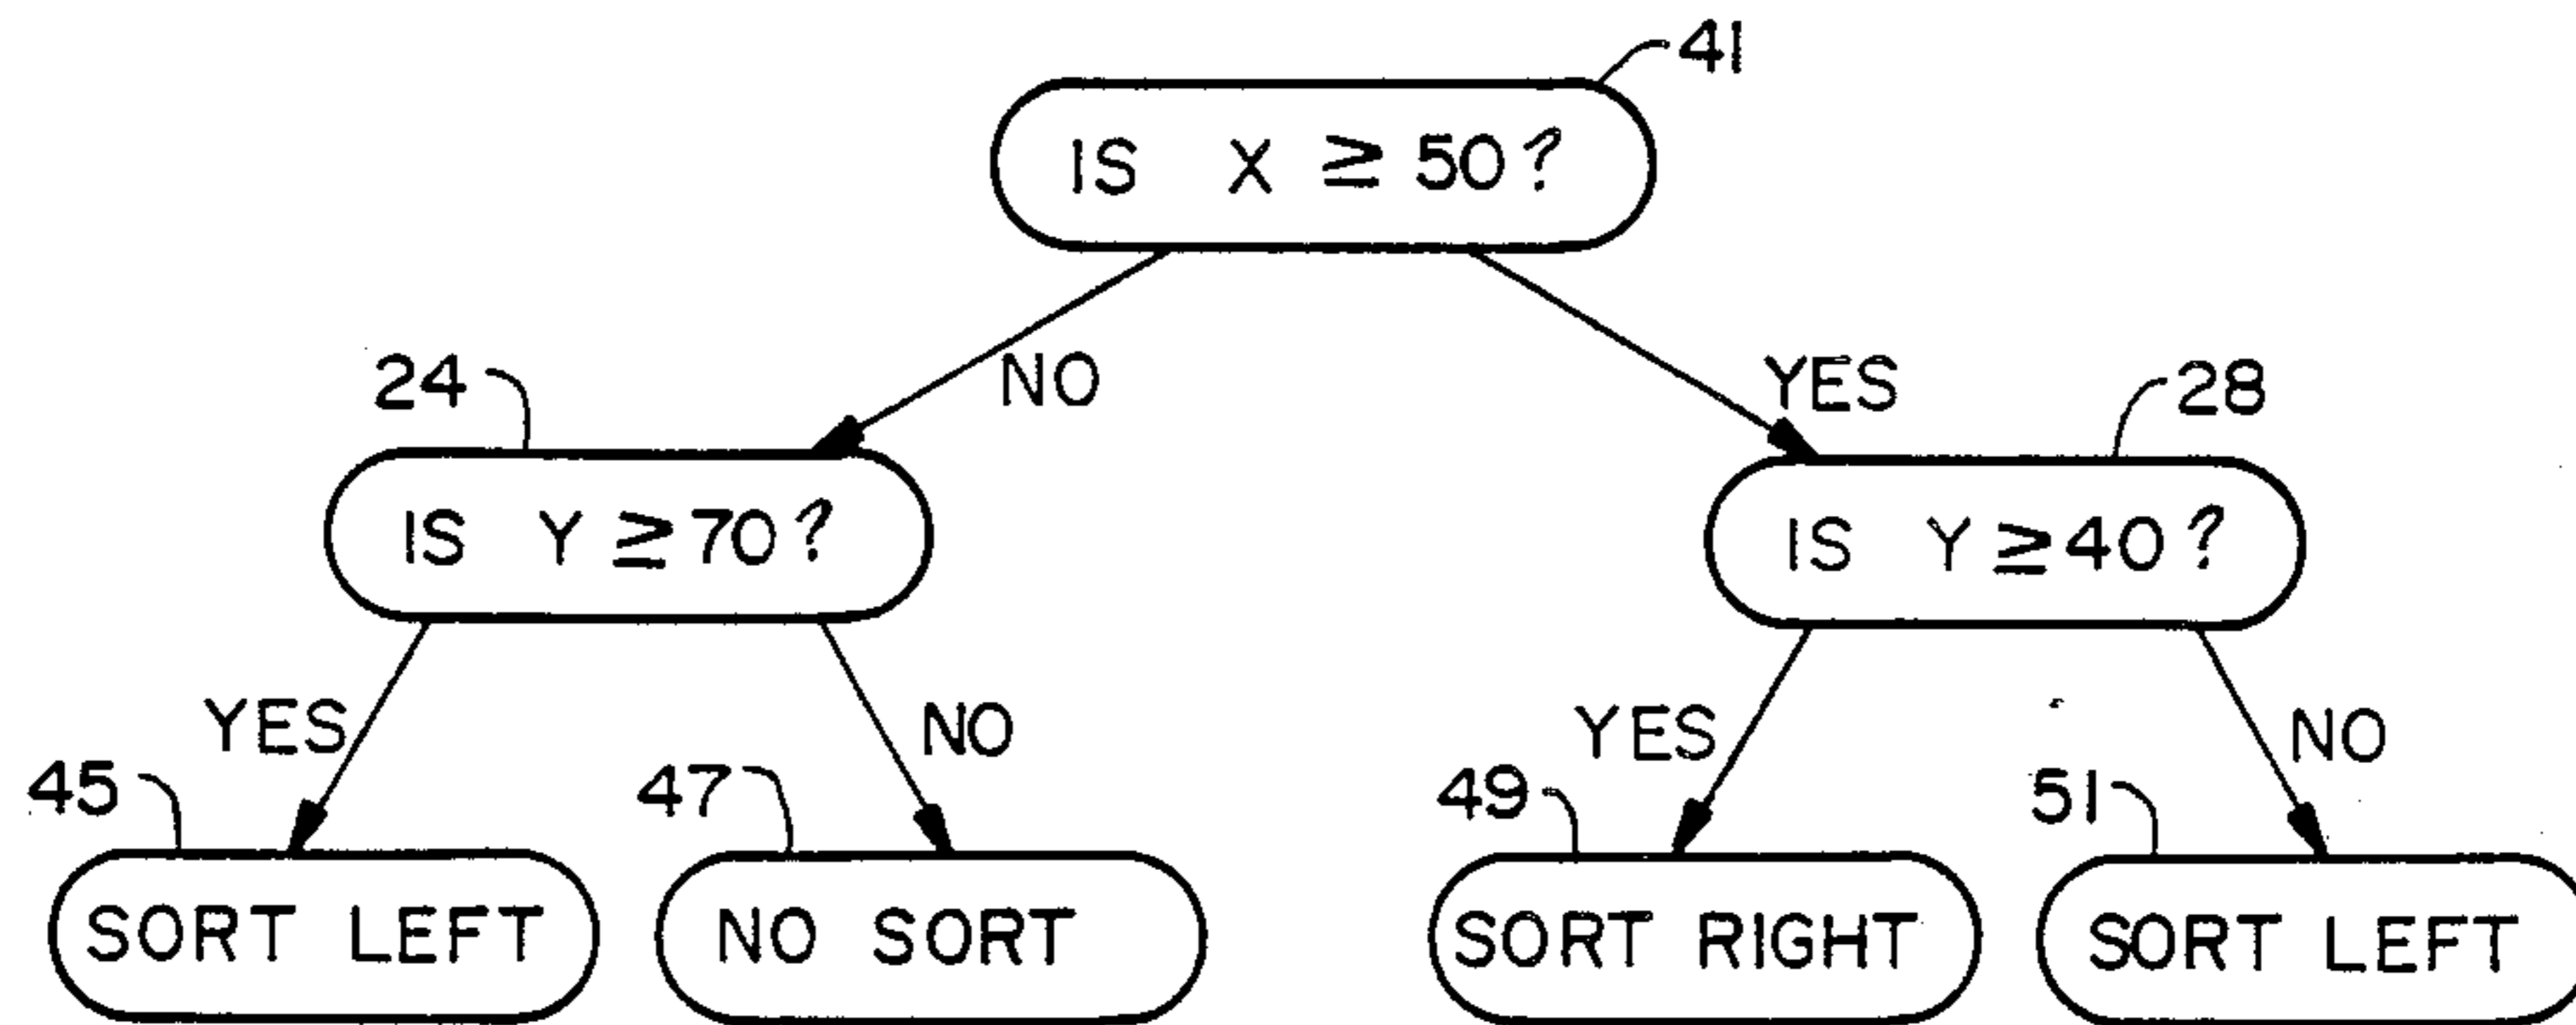 41
IS X ≥ 50?
NO
YES
24
28
IS Y ≥ 70?
IS Y ≥ 40?
YES
NO
YES
NO
45
47
49
51
SORT LEFT
NO SORT
SORT RIGHT
SORT LEFT